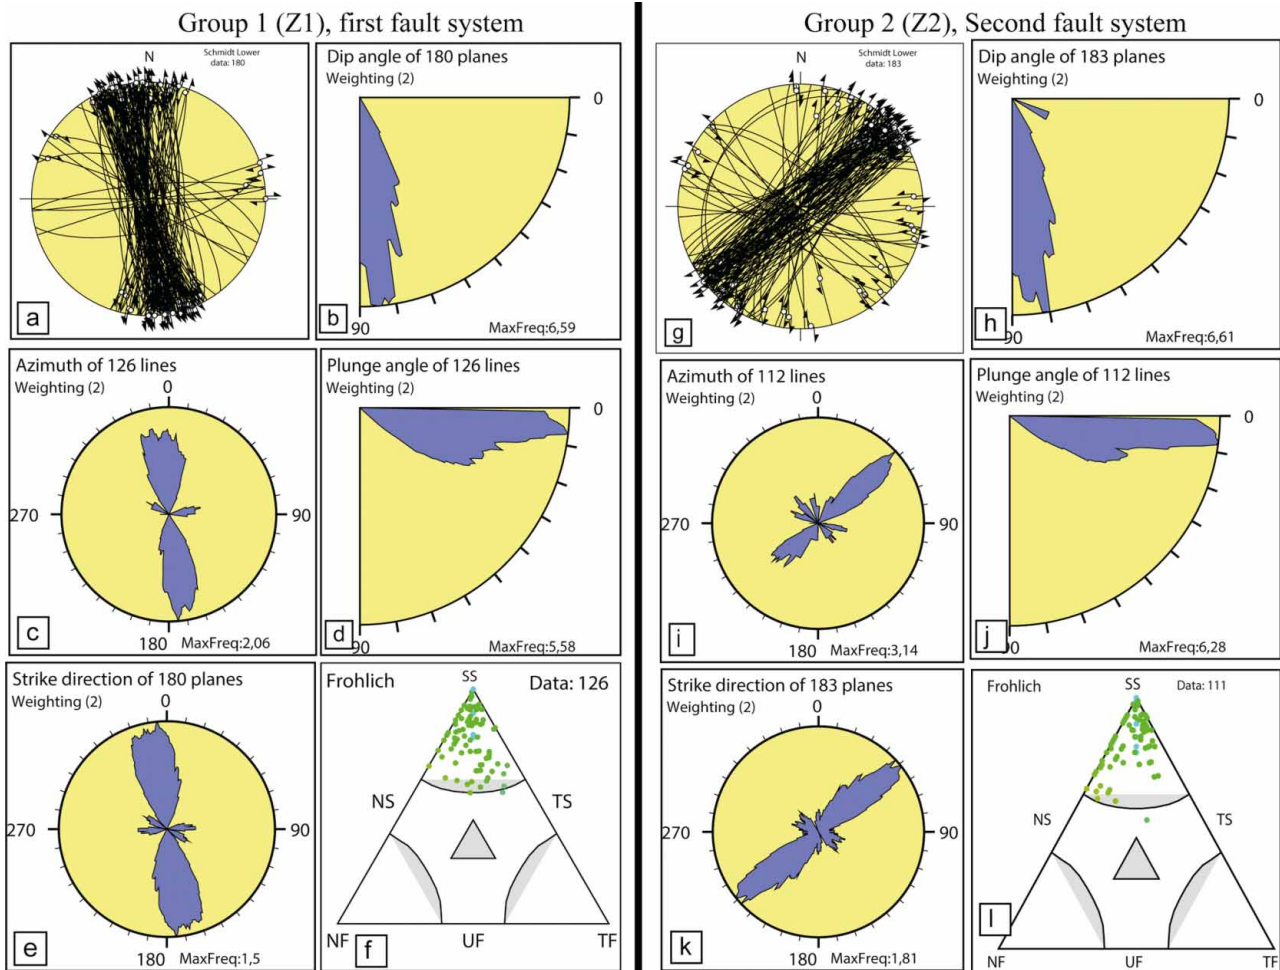 Group 1 (Z1), first fault system
N
Schmidt Lower
data: 180
a
Dip angle of 180 planes
Weighting (2)
0
90
b
MaxFreq:6,59
Azimuth of 126 lines
Weighting (2)
0
270
90
180
c
MaxFreq:2,06
Plunge angle of 126 lines
Weighting (2)
0
90
d
MaxFreq:5,58
Strike direction of 180 planes
Weighting (2)
0
270
90
180
e
MaxFreq:1,5
Frohlich
SS
Data: 126
NS
TS
NF
UF
TF
f
Group 2 (Z2), Second fault system
N
Schmidt Lower
data: 183
g
Dip angle of 183 planes
Weighting (2)
0
90
h
MaxFreq:6,61
Azimuth of 112 lines
Weighting (2)
0
270
90
180
i
MaxFreq:3,14
Plunge angle of 112 lines
Weighting (2)
0
90
j
MaxFreq:6,28
Strike direction of 183 planes
Weighting (2)
0
270
90
180
k
MaxFreq:1,81
Frohlich
SS
Data: 111
NS
TS
NF
UF
TF
l